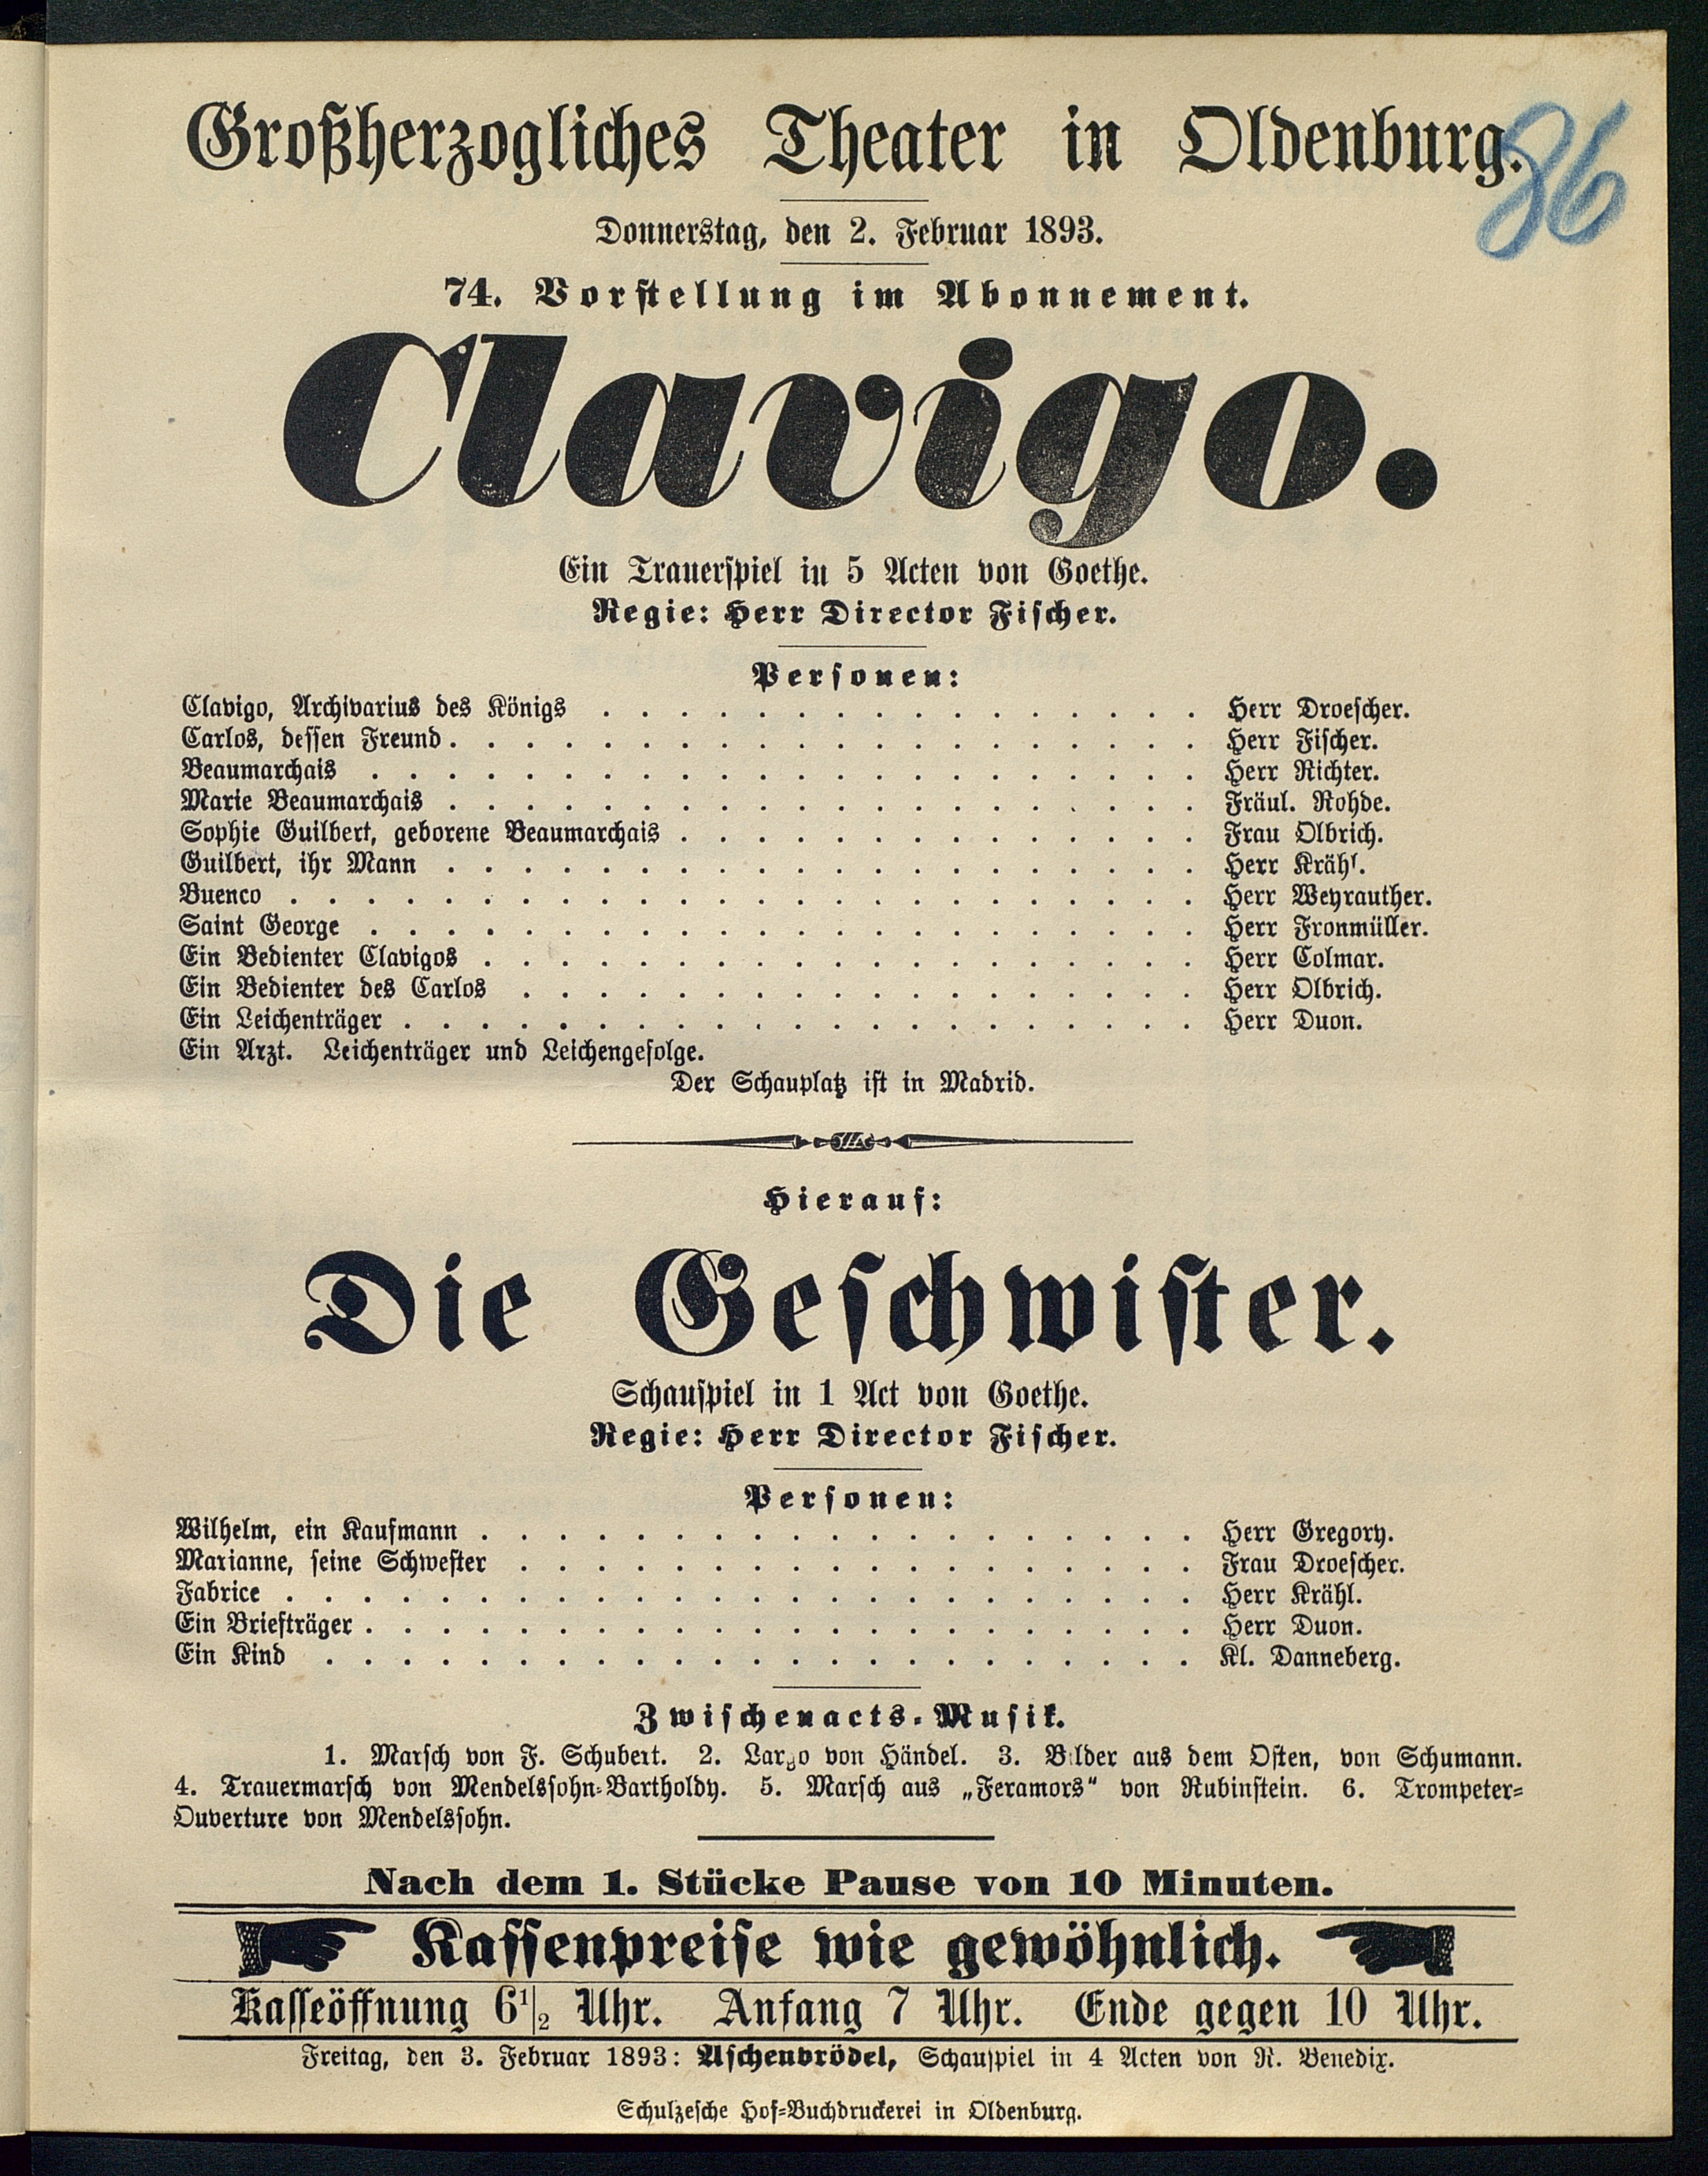 Großherzogliches Theater in Oldenburg.
86
Donnerstag, den 2. Februar 1893.
74. Vorstellung im Abonnement.
Clavigo.
Ein Trauerspiel in 5 Acten von Goethe.
Regie: Herr Director Fischer.
Personen:
Clavigo, Archivarius des Königs . . . . . . . . . . . . . . . . Herr Droescher.
Carlos, dessen Freund . . . . . . . . . . . . . . . . . . . . Herr Fischer.
Beaumarchais . . . . . . . . . . . . . . . . . . . . . . Herr Richter.
Marie Beaumarchais . . . . . . . . . . . . . . . . . . . . Fräul. Rohde.
Sophie Guilbert, geborene Beaumarchais . . . . . . . . . . . . . . Frau Olbrich.
Guilbert, ihr Mann . . . . . . . . . . . . . . . . . . . . Herr Krähl.
Buenco . . . . . . . . . . . . . . . . . . . . . . . . Herr Weyrauther.
Saint George . . . . . . . . . . . . . . . . . . . . . . Herr Fronmüller.
Ein Bedienter Clavigos . . . . . . . . . . . . . . . . . . . Herr Colmar.
Ein Bedienter des Carlos . . . . . . . . . . . . . . . . . . Herr Olbrich.
Ein Leichenträger . . . . . . . . . . . . . . . . . . . . . Herr Duon.
Ein Arzt. Leichenträger und Leichengefolge.
Der Schauplatz ist in Madrid.
Hierauf:
Die Geschwister.
Schauspiel in 1 Act von Goethe.
Regie: Herr Director Fischer.
Personen:
Wilhelm, ein Kaufmann . . . . . . . . . . . . . . . . . . . Herr Gregory.
Marianne, seine Schwester . . . . . . . . . . . . . . . . . . Frau Droescher.
Fabrice . . . . . . . . . . . . . . . . . . . . . . . . Herr Krähl.
Ein Briefträger . . . . . . . . . . . . . . . . . . . . . . Herr Duon.
Ein Kind . . . . . . . . . . . . . . . . . . . . . . . Kl. Danneberg.
Zwischenacts-Musik.
1. Marsch von F. Schubert. 2. Largo von Händel. 3. Bilder aus dem Osten, von Schumann.
4. Trauermarsch von Mendelssohn-Bartholdy. 5. Marsch aus „Feramors“ von Rubinstein. 6. Trompeter-
Ouverture von Mendelssohn.
Nach dem 1. Stücke Pause von 10 Minuten.
Kassenpreise wie gewöhnlich.
Kasseöffnung 6 1/2 Uhr. Anfang 7 Uhr. Ende gegen 10 Uhr.
Freitag, den 3. Februar 1893: Aschenbrödel, Schauspiel in 4 Acten von R. Benedix.
Schulzesche Hof-Buchdruckerei in Oldenburg.